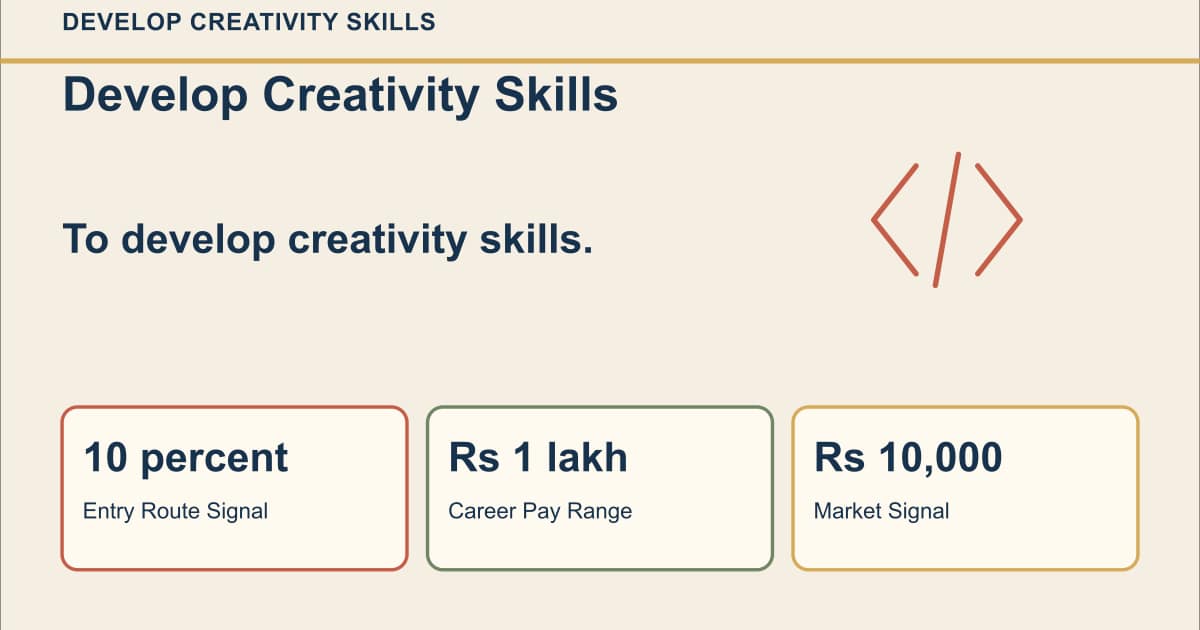 DEVELOP CREATIVITY SKILLS
Develop Creativity Skills
To develop creativity skills.
10 percent
Entry Route Signal
Rs 1 lakh
Career Pay Range
Rs 10,000
Market Signal